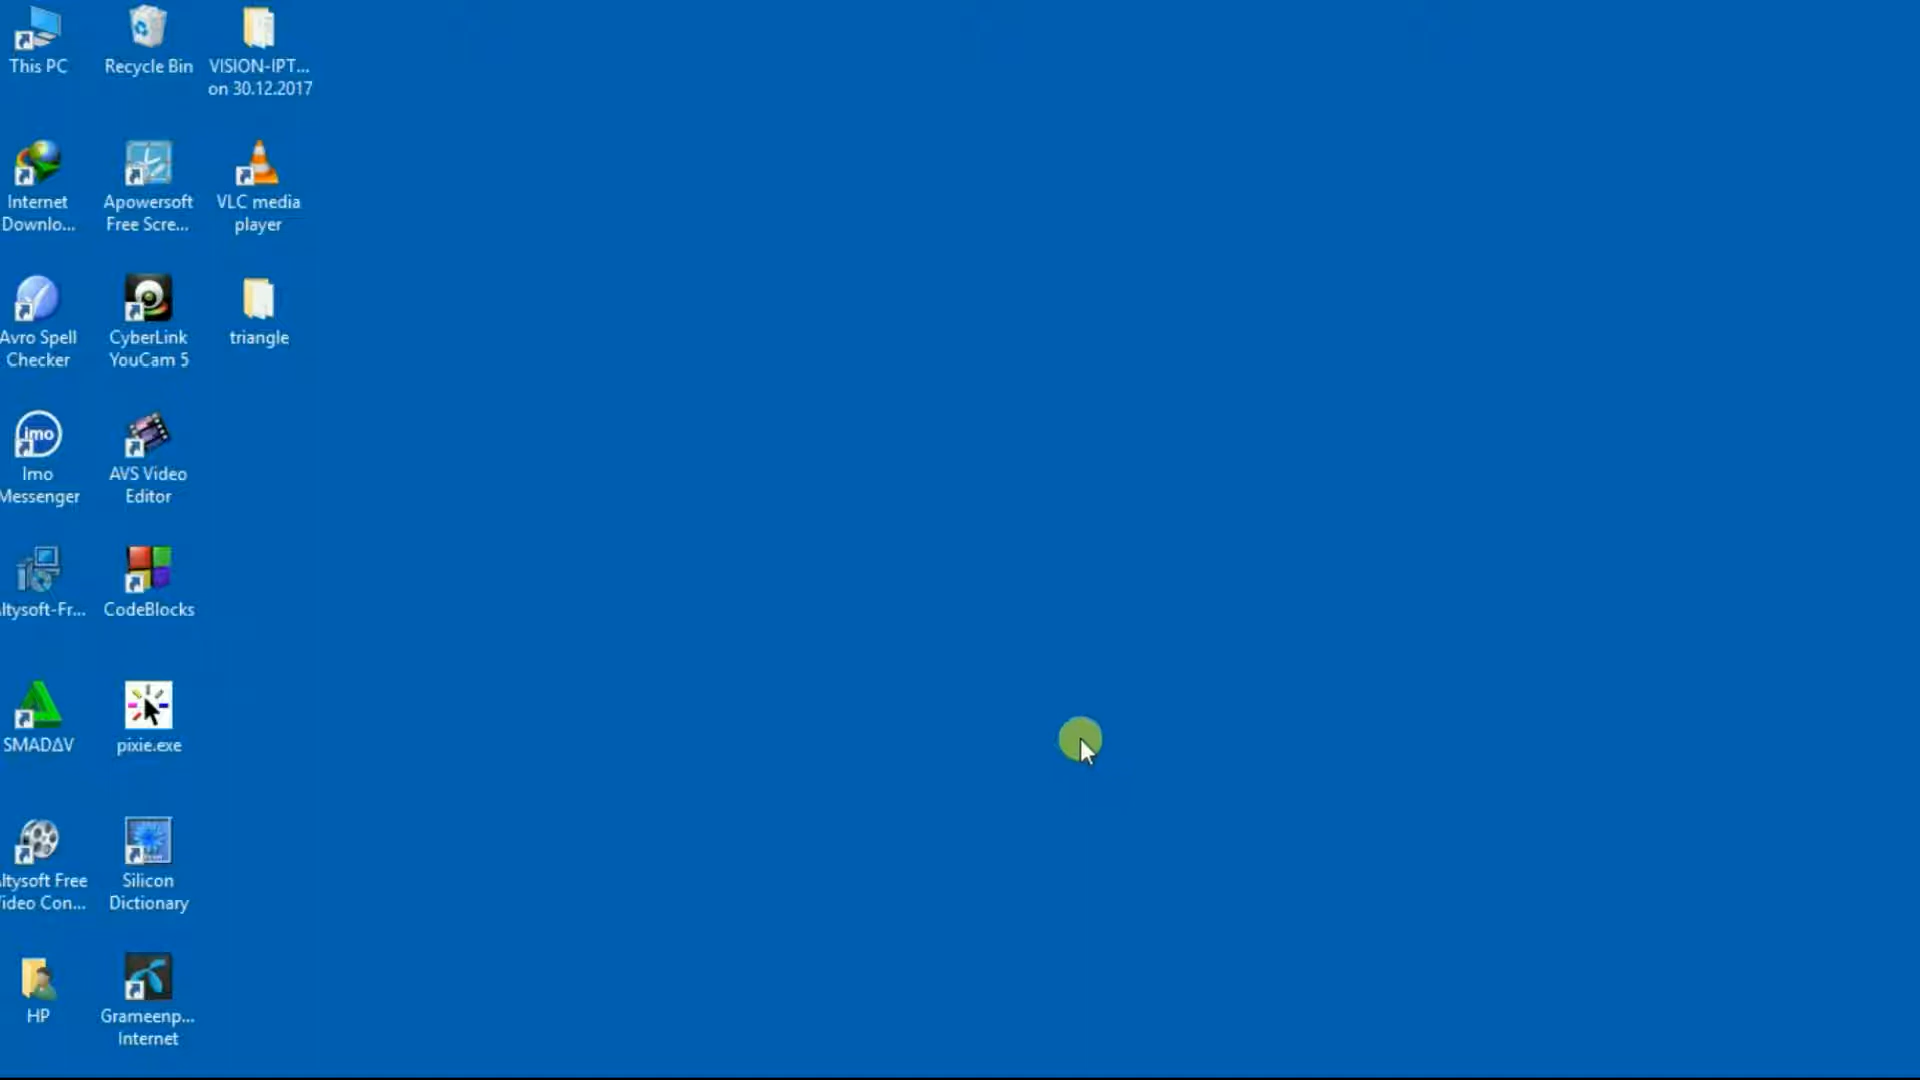 This PC
Recycle Bin
VISION-IPT...
on 30.12.2017
Internet
Downlo...
Apowersoft
Free Scre...
VLC media
player
Avro Spell
Checker
CyberLink
YouCam 5
triangle
imo
Imo
Messenger
AVS Video
Editor
ltysoft-Fr...
CodeBlocks
SMADΔV
pixie.exe
ltysoft Free
ideo Con...
Silicon
Dictionary
HP
Grameenp...
Internet